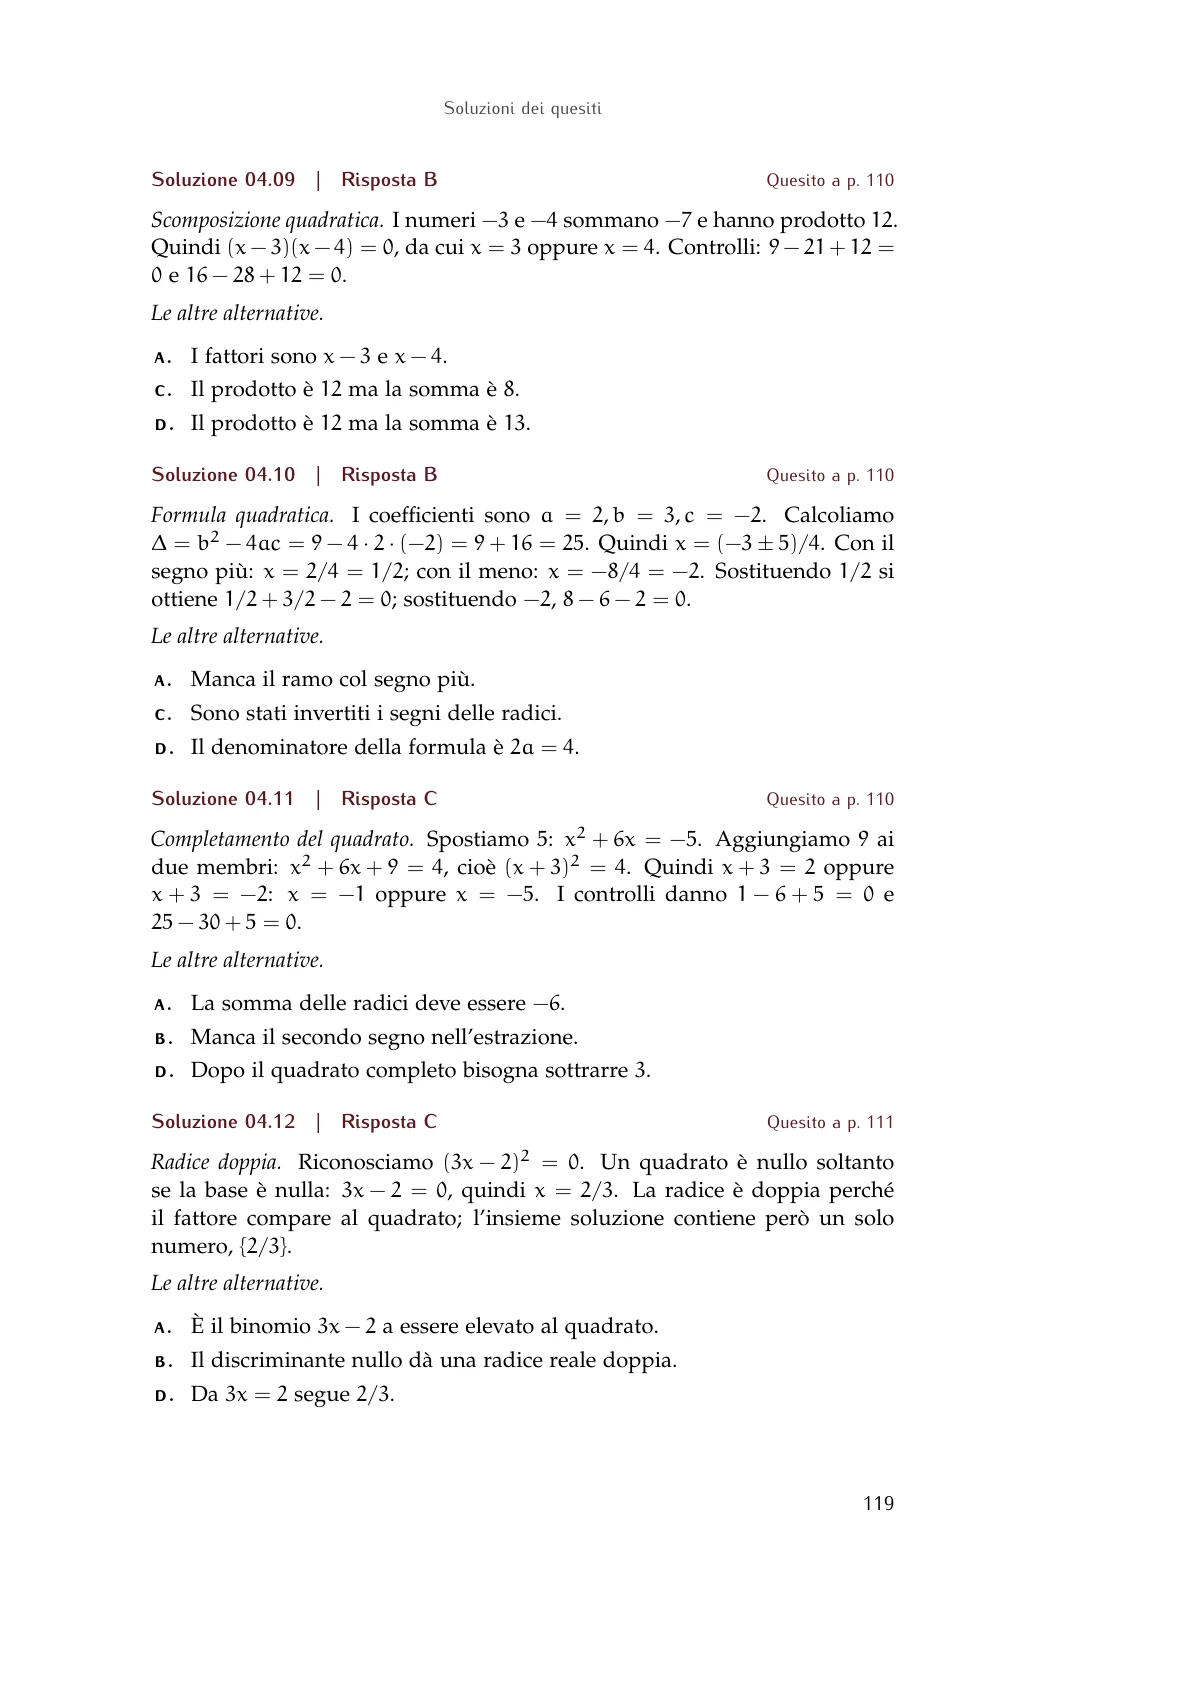 Soluzioni dei quesiti
Soluzione 04.09 | Risposta B Quesito a p. 110
Scomposizione quadratica. I numeri −3 e −4 sommano −7 e hanno prodotto 12.
Quindi (x − 3)(x − 4) = 0, da cui x = 3 oppure x = 4. Controlli: 9 − 21 + 12 =
0 e 16 − 28 + 12 = 0.
Le altre alternative.
A. I fattori sono x − 3 e x − 4.
C. Il prodotto è 12 ma la somma è 8.
D. Il prodotto è 12 ma la somma è 13.
Soluzione 04.10 | Risposta B Quesito a p. 110
Formula quadratica. I coefficienti sono a = 2, b = 3, c = −2. Calcoliamo
Δ = b² − 4ac = 9 − 4 · 2 · (−2) = 9 + 16 = 25. Quindi x = (−3 ± 5)/4. Con il
segno più: x = 2/4 = 1/2; con il meno: x = −8/4 = −2. Sostituendo 1/2 si
ottiene 1/2 + 3/2 − 2 = 0; sostituendo −2, 8 − 6 − 2 = 0.
Le altre alternative.
A. Manca il ramo col segno più.
C. Sono stati invertiti i segni delle radici.
D. Il denominatore della formula è 2a = 4.
Soluzione 04.11 | Risposta C Quesito a p. 110
Completamento del quadrato. Spostiamo 5: x² + 6x = −5. Aggiungiamo 9 ai
due membri: x² + 6x + 9 = 4, cioè (x + 3)² = 4. Quindi x + 3 = 2 oppure
x + 3 = −2: x = −1 oppure x = −5. I controlli danno 1 − 6 + 5 = 0 e
25 − 30 + 5 = 0.
Le altre alternative.
A. La somma delle radici deve essere −6.
B. Manca il secondo segno nell'estrazione.
D. Dopo il quadrato completo bisogna sottrarre 3.
Soluzione 04.12 | Risposta C Quesito a p. 111
Radice doppia. Riconosciamo (3x − 2)² = 0. Un quadrato è nullo soltanto
se la base è nulla: 3x − 2 = 0, quindi x = 2/3. La radice è doppia perché
il fattore compare al quadrato; l'insieme soluzione contiene però un solo
numero, {2/3}.
Le altre alternative.
A. È il binomio 3x − 2 a essere elevato al quadrato.
B. Il discriminante nullo dà una radice reale doppia.
D. Da 3x = 2 segue 2/3.
119